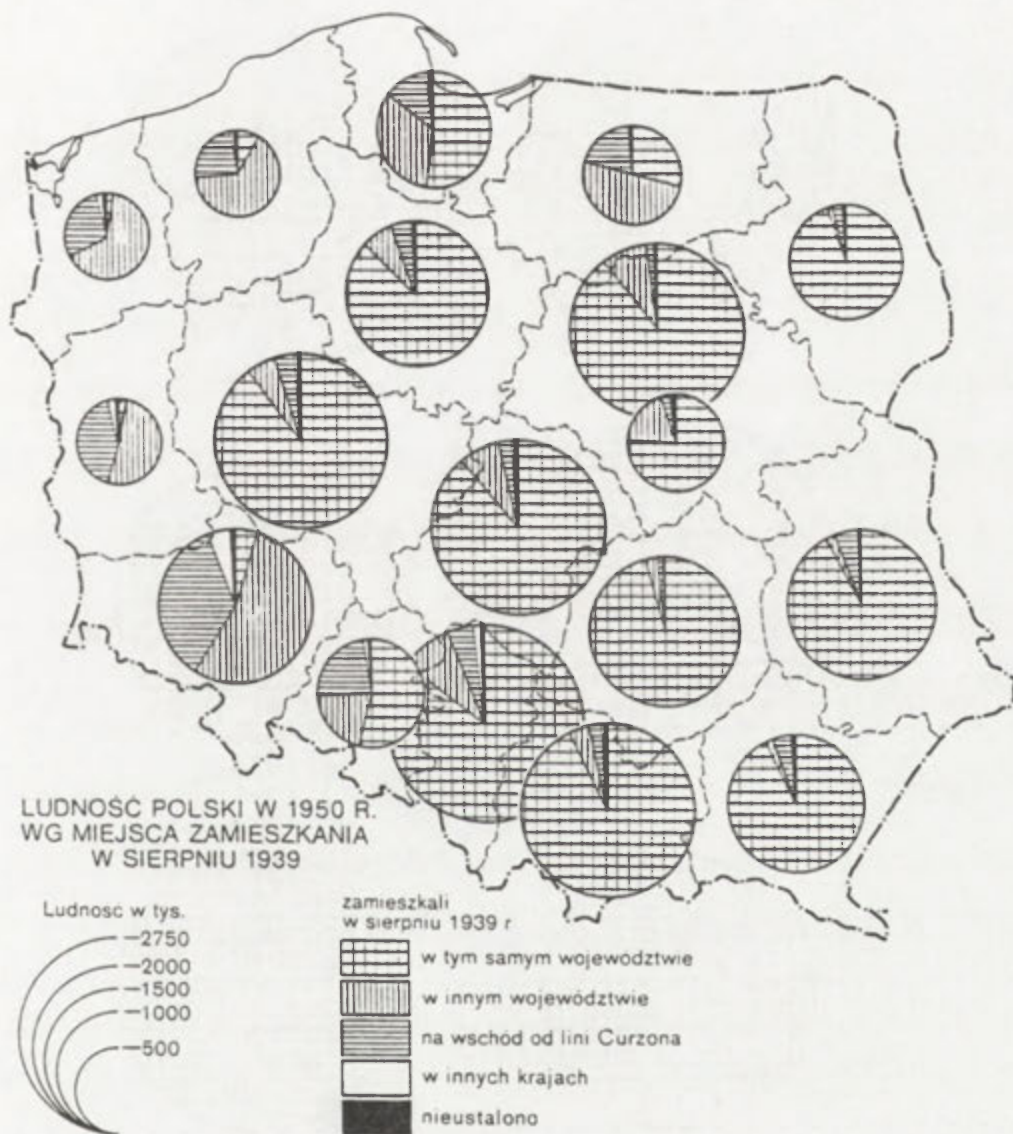 LUDNOŚĆ POLSKI W 1950 R.
WG MIEJSCA ZAMIESZKANIA
W SIERPNIU 1939
Ludność w tys.
2750
2000
1500
1000
500
zamieszkali
w sierpniu 1939 r
w tym samym województwie
w innym województwie
na wschód od lini Curzona
w innych krajach
nieustalono